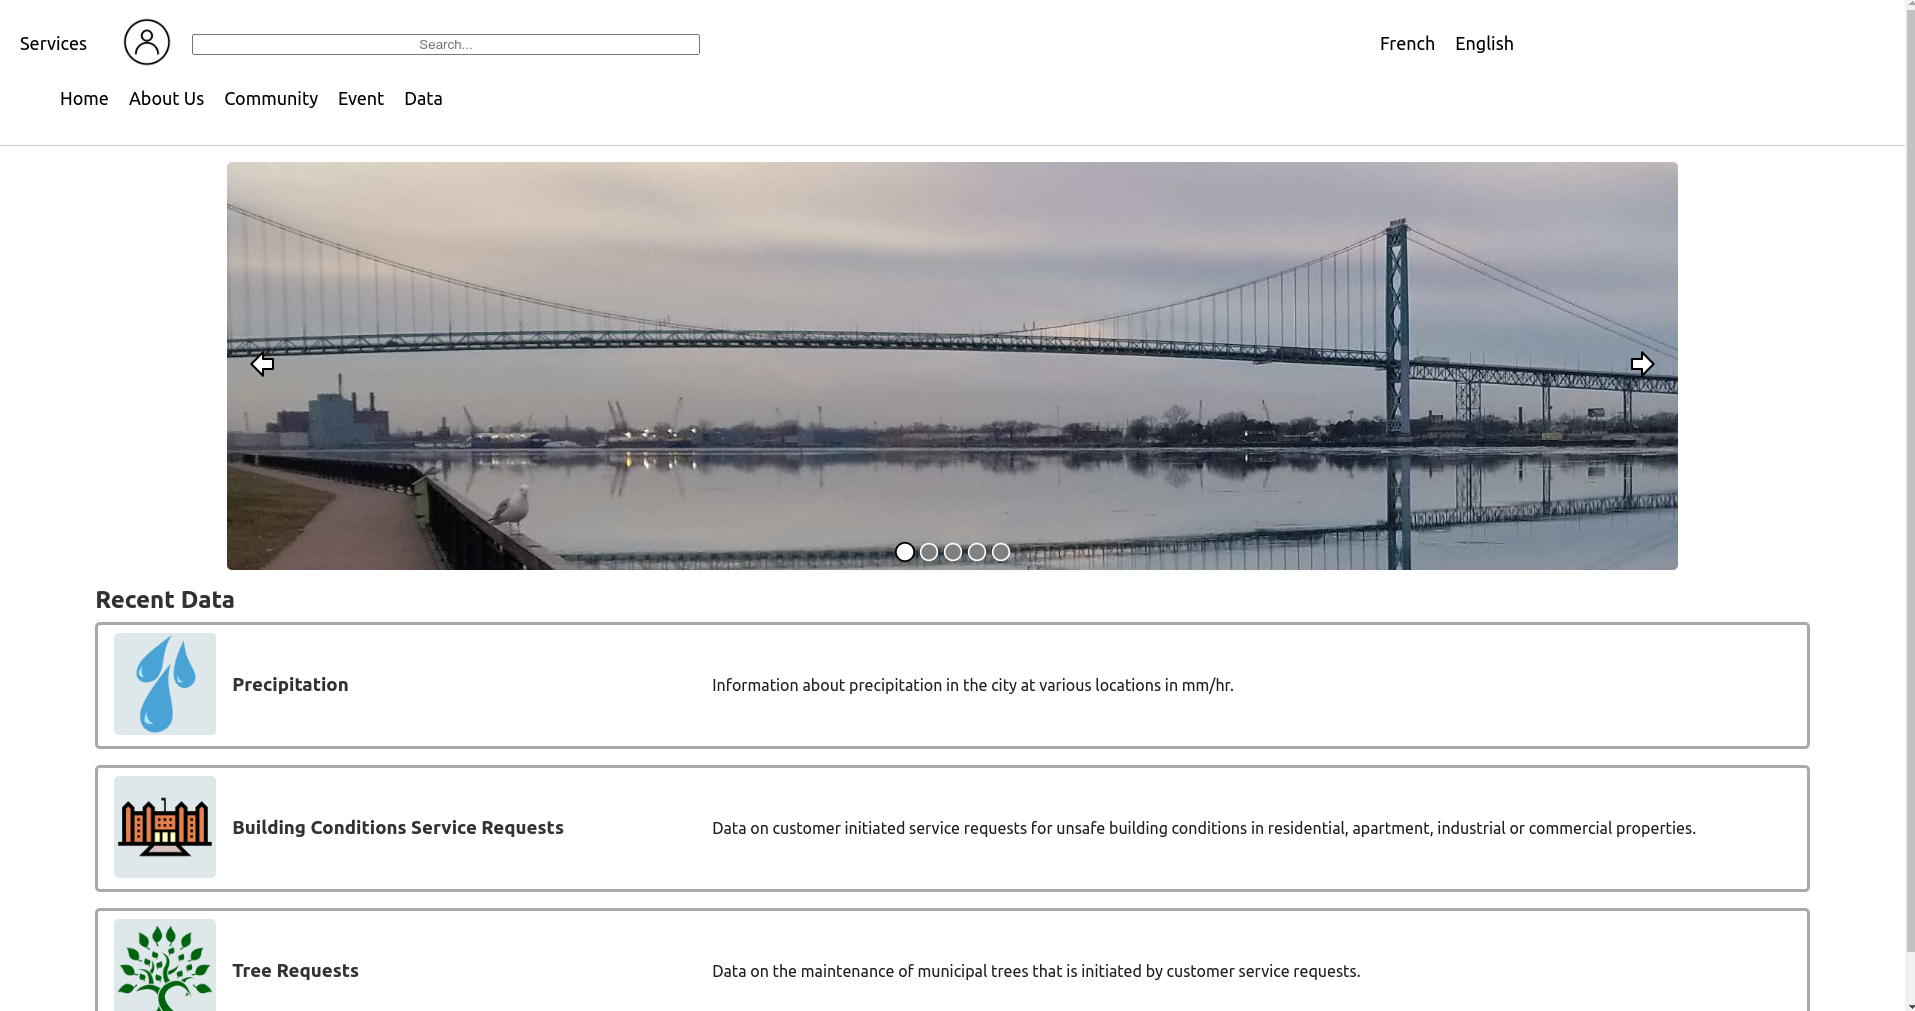 Services
Search...
French English
Home About Us Community Event Data
Recent Data
Precipitation
Information about precipitation in the city at various locations in mm/hr.
Building Conditions Service Requests
Data on customer initiated service requests for unsafe building conditions in residential, apartment, industrial or commercial properties.
Tree Requests
Data on the maintenance of municipal trees that is initiated by customer service requests.